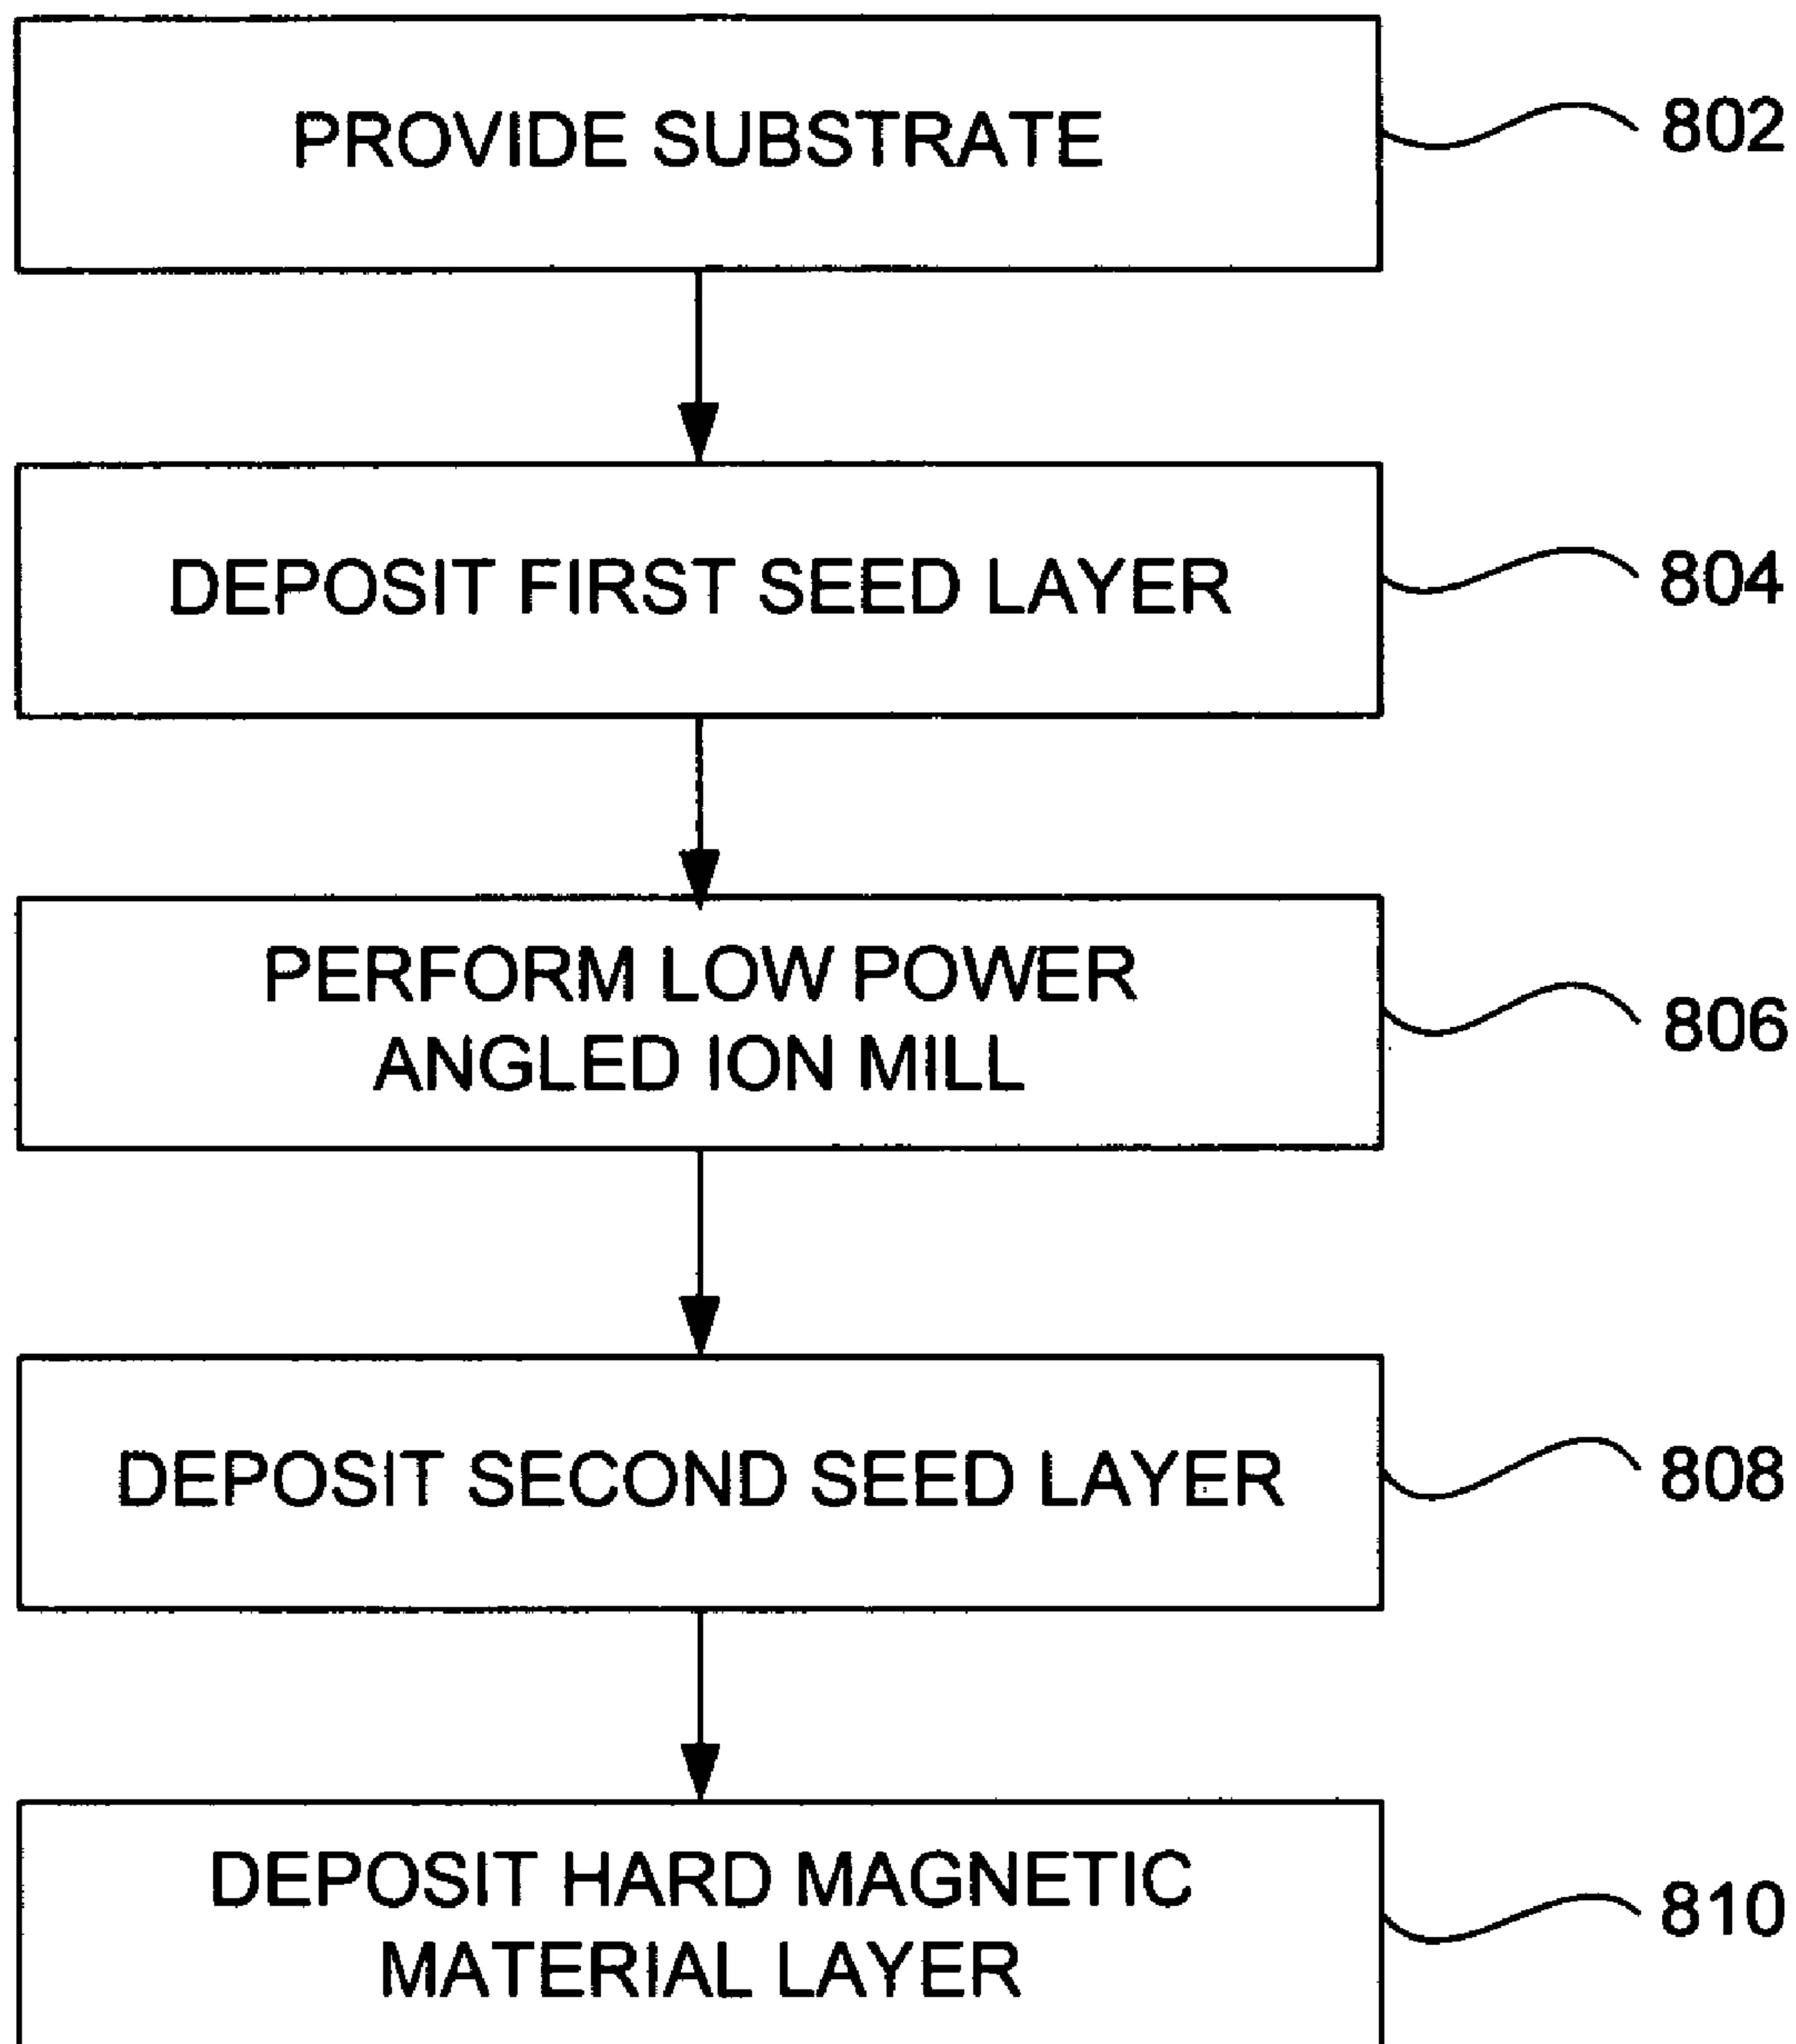 PROVIDE SUBSTRATE
802
DEPOSIT FIRST SEED LAYER
804
PERFORM LOW POWER
ANGLED ION MILL
806
DEPOSIT SECOND SEED LAYER
808
DEPOSIT HARD MAGNETIC
MATERIAL LAYER
810